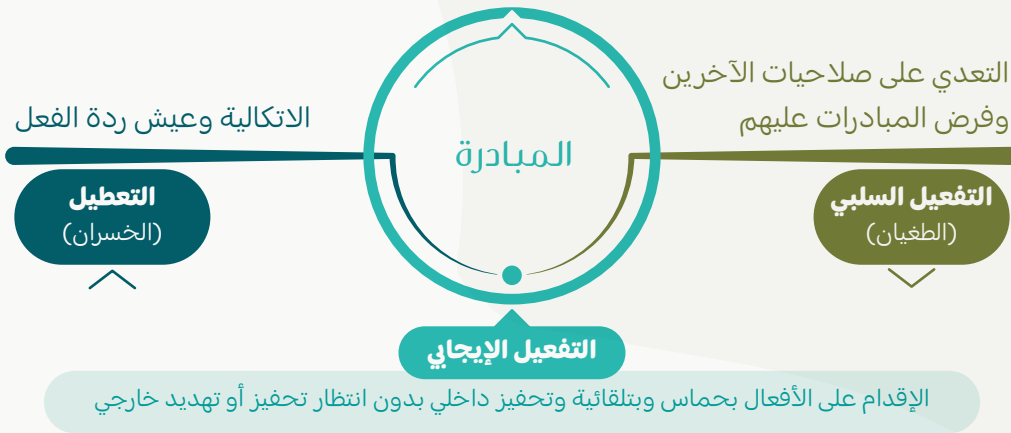 التعدي على صلاحيات الآخرين
وفرض المبادرات عليهم
التفعيل السلبي
(الطغيان)
المبادرة
الاتكالية وعيش ردة الفعل
التعطيل
(الخسران)
التفعيل الإيجابي
الإقدام على الأفعال بحماس وبتلقائية وتحفيز داخلي بدون انتظار تحفيز أو تهديد خارجي